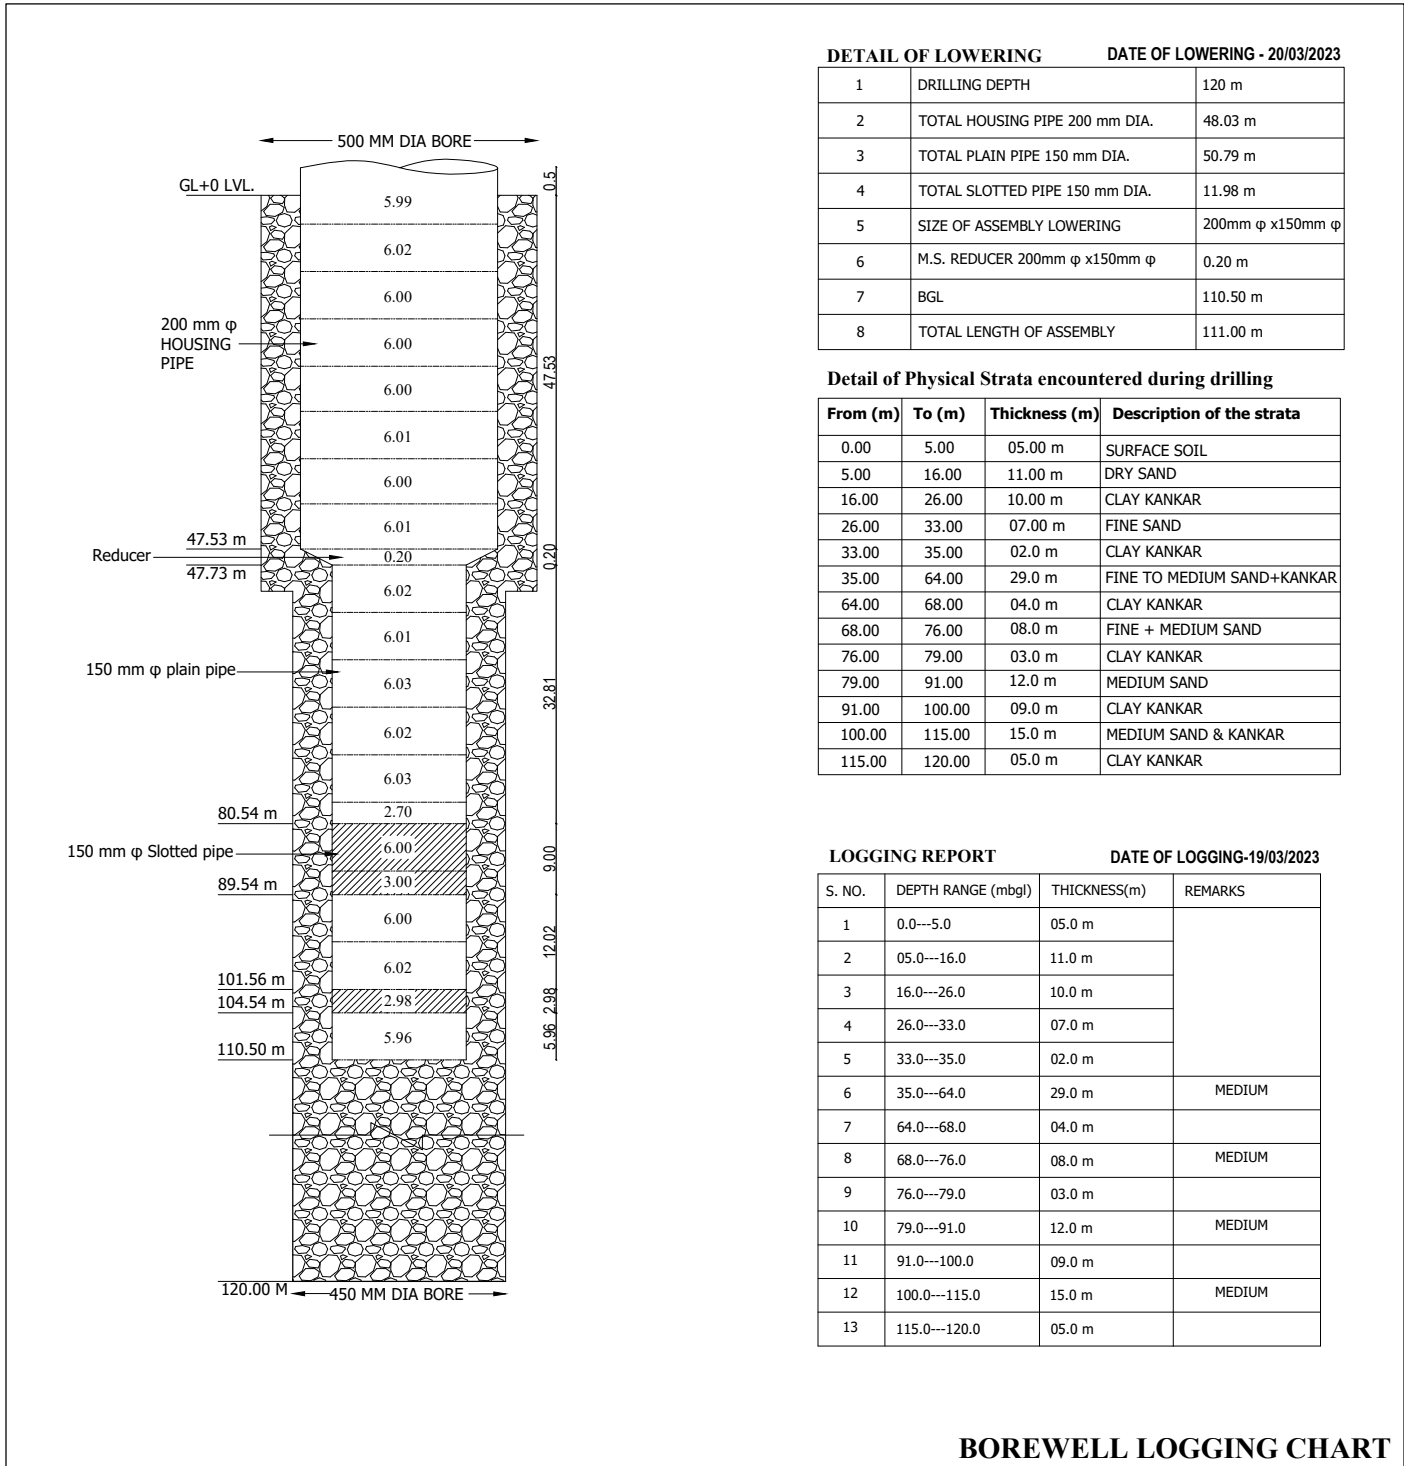 500 MM DIA BORE
GL+0 LVL.
0.5
5.99
6.02
6.00
200 mm φ
HOUSING
PIPE
6.00
6.00
47.53
6.01
6.00
6.01
47.53 m
Reducer
0.20
0.20
47.73 m
6.02
6.01
150 mm φ plain pipe
6.03
32.81
6.02
6.03
80.54 m
2.70
150 mm φ Slotted pipe
6.00
9.00
89.54 m
3.00
6.00
12.02
6.02
101.56 m
104.54 m
2.98
2.98
5.96
5.96
110.50 m
120.00 M
450 MM DIA BORE
DETAIL OF LOWERING DATE OF LOWERING - 20/03/2023
1 DRILLING DEPTH 120 m
2 TOTAL HOUSING PIPE 200 mm DIA. 48.03 m
3 TOTAL PLAIN PIPE 150 mm DIA. 50.79 m
4 TOTAL SLOTTED PIPE 150 mm DIA. 11.98 m
5 SIZE OF ASSEMBLY LOWERING 200mm φ x150mm φ
6 M.S. REDUCER 200mm φ x150mm φ 0.20 m
7 BGL 110.50 m
8 TOTAL LENGTH OF ASSEMBLY 111.00 m
Detail of Physical Strata encountered during drilling
From (m) To (m) Thickness (m) Description of the strata
0.00 5.00 05.00 m SURFACE SOIL
5.00 16.00 11.00 m DRY SAND
16.00 26.00 10.00 m CLAY KANKAR
26.00 33.00 07.00 m FINE SAND
33.00 35.00 02.0 m CLAY KANKAR
35.00 64.00 29.0 m FINE TO MEDIUM SAND+KANKAR
64.00 68.00 04.0 m CLAY KANKAR
68.00 76.00 08.0 m FINE + MEDIUM SAND
76.00 79.00 03.0 m CLAY KANKAR
79.00 91.00 12.0 m MEDIUM SAND
91.00 100.00 09.0 m CLAY KANKAR
100.00 115.00 15.0 m MEDIUM SAND & KANKAR
115.00 120.00 05.0 m CLAY KANKAR
LOGGING REPORT DATE OF LOGGING-19/03/2023
S. NO. DEPTH RANGE (mbgl) THICKNESS(m) REMARKS
1 0.0---5.0 05.0 m
2 05.0---16.0 11.0 m
3 16.0---26.0 10.0 m
4 26.0---33.0 07.0 m
5 33.0---35.0 02.0 m
6 35.0---64.0 29.0 m MEDIUM
7 64.0---68.0 04.0 m
8 68.0---76.0 08.0 m MEDIUM
9 76.0---79.0 03.0 m
10 79.0---91.0 12.0 m MEDIUM
11 91.0---100.0 09.0 m
12 100.0---115.0 15.0 m MEDIUM
13 115.0---120.0 05.0 m
BOREWELL LOGGING CHART